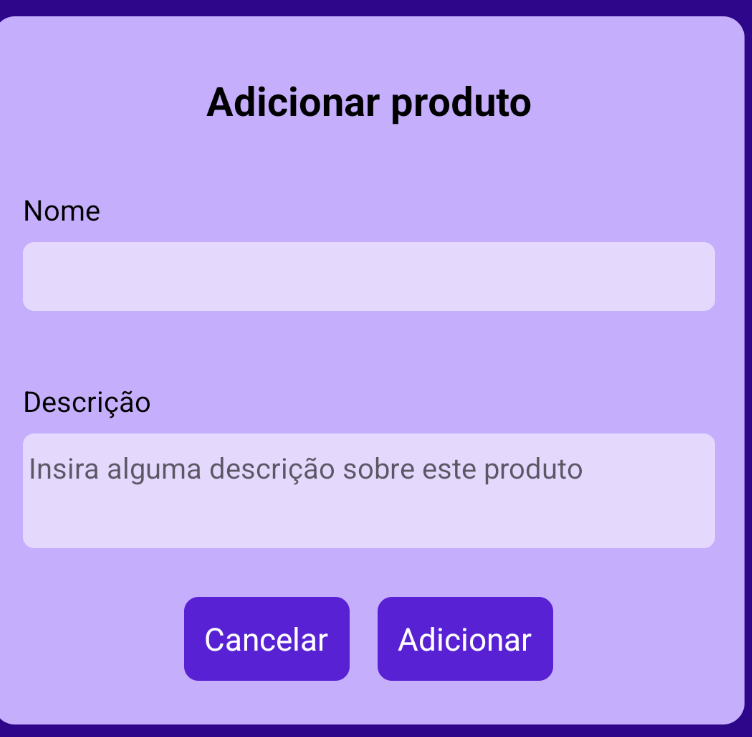 Adicionar produto
Nome
Descrição
Insira alguma descrição sobre este produto
Cancelar Adicionar